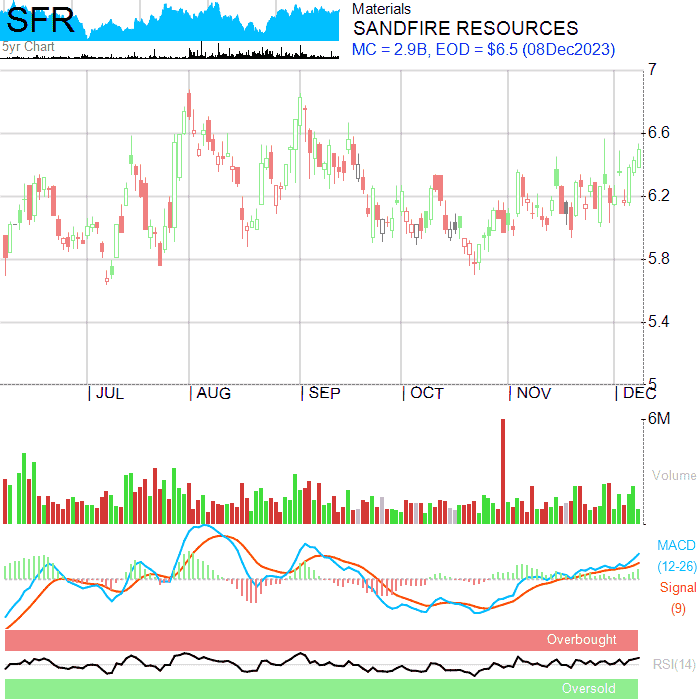 SFR
5yr Chart
Materials
SANDFIRE RESOURCES
MC = 2.9B, EOD = $6.5 (08Dec2023)
7
6.6
6.2
5.8
5.4
5
JUL AUG SEP OCT NOV DEC
6M
Volume
MACD
(12-26)
Signal
(9)
Overbought
RSI(14)
Oversold